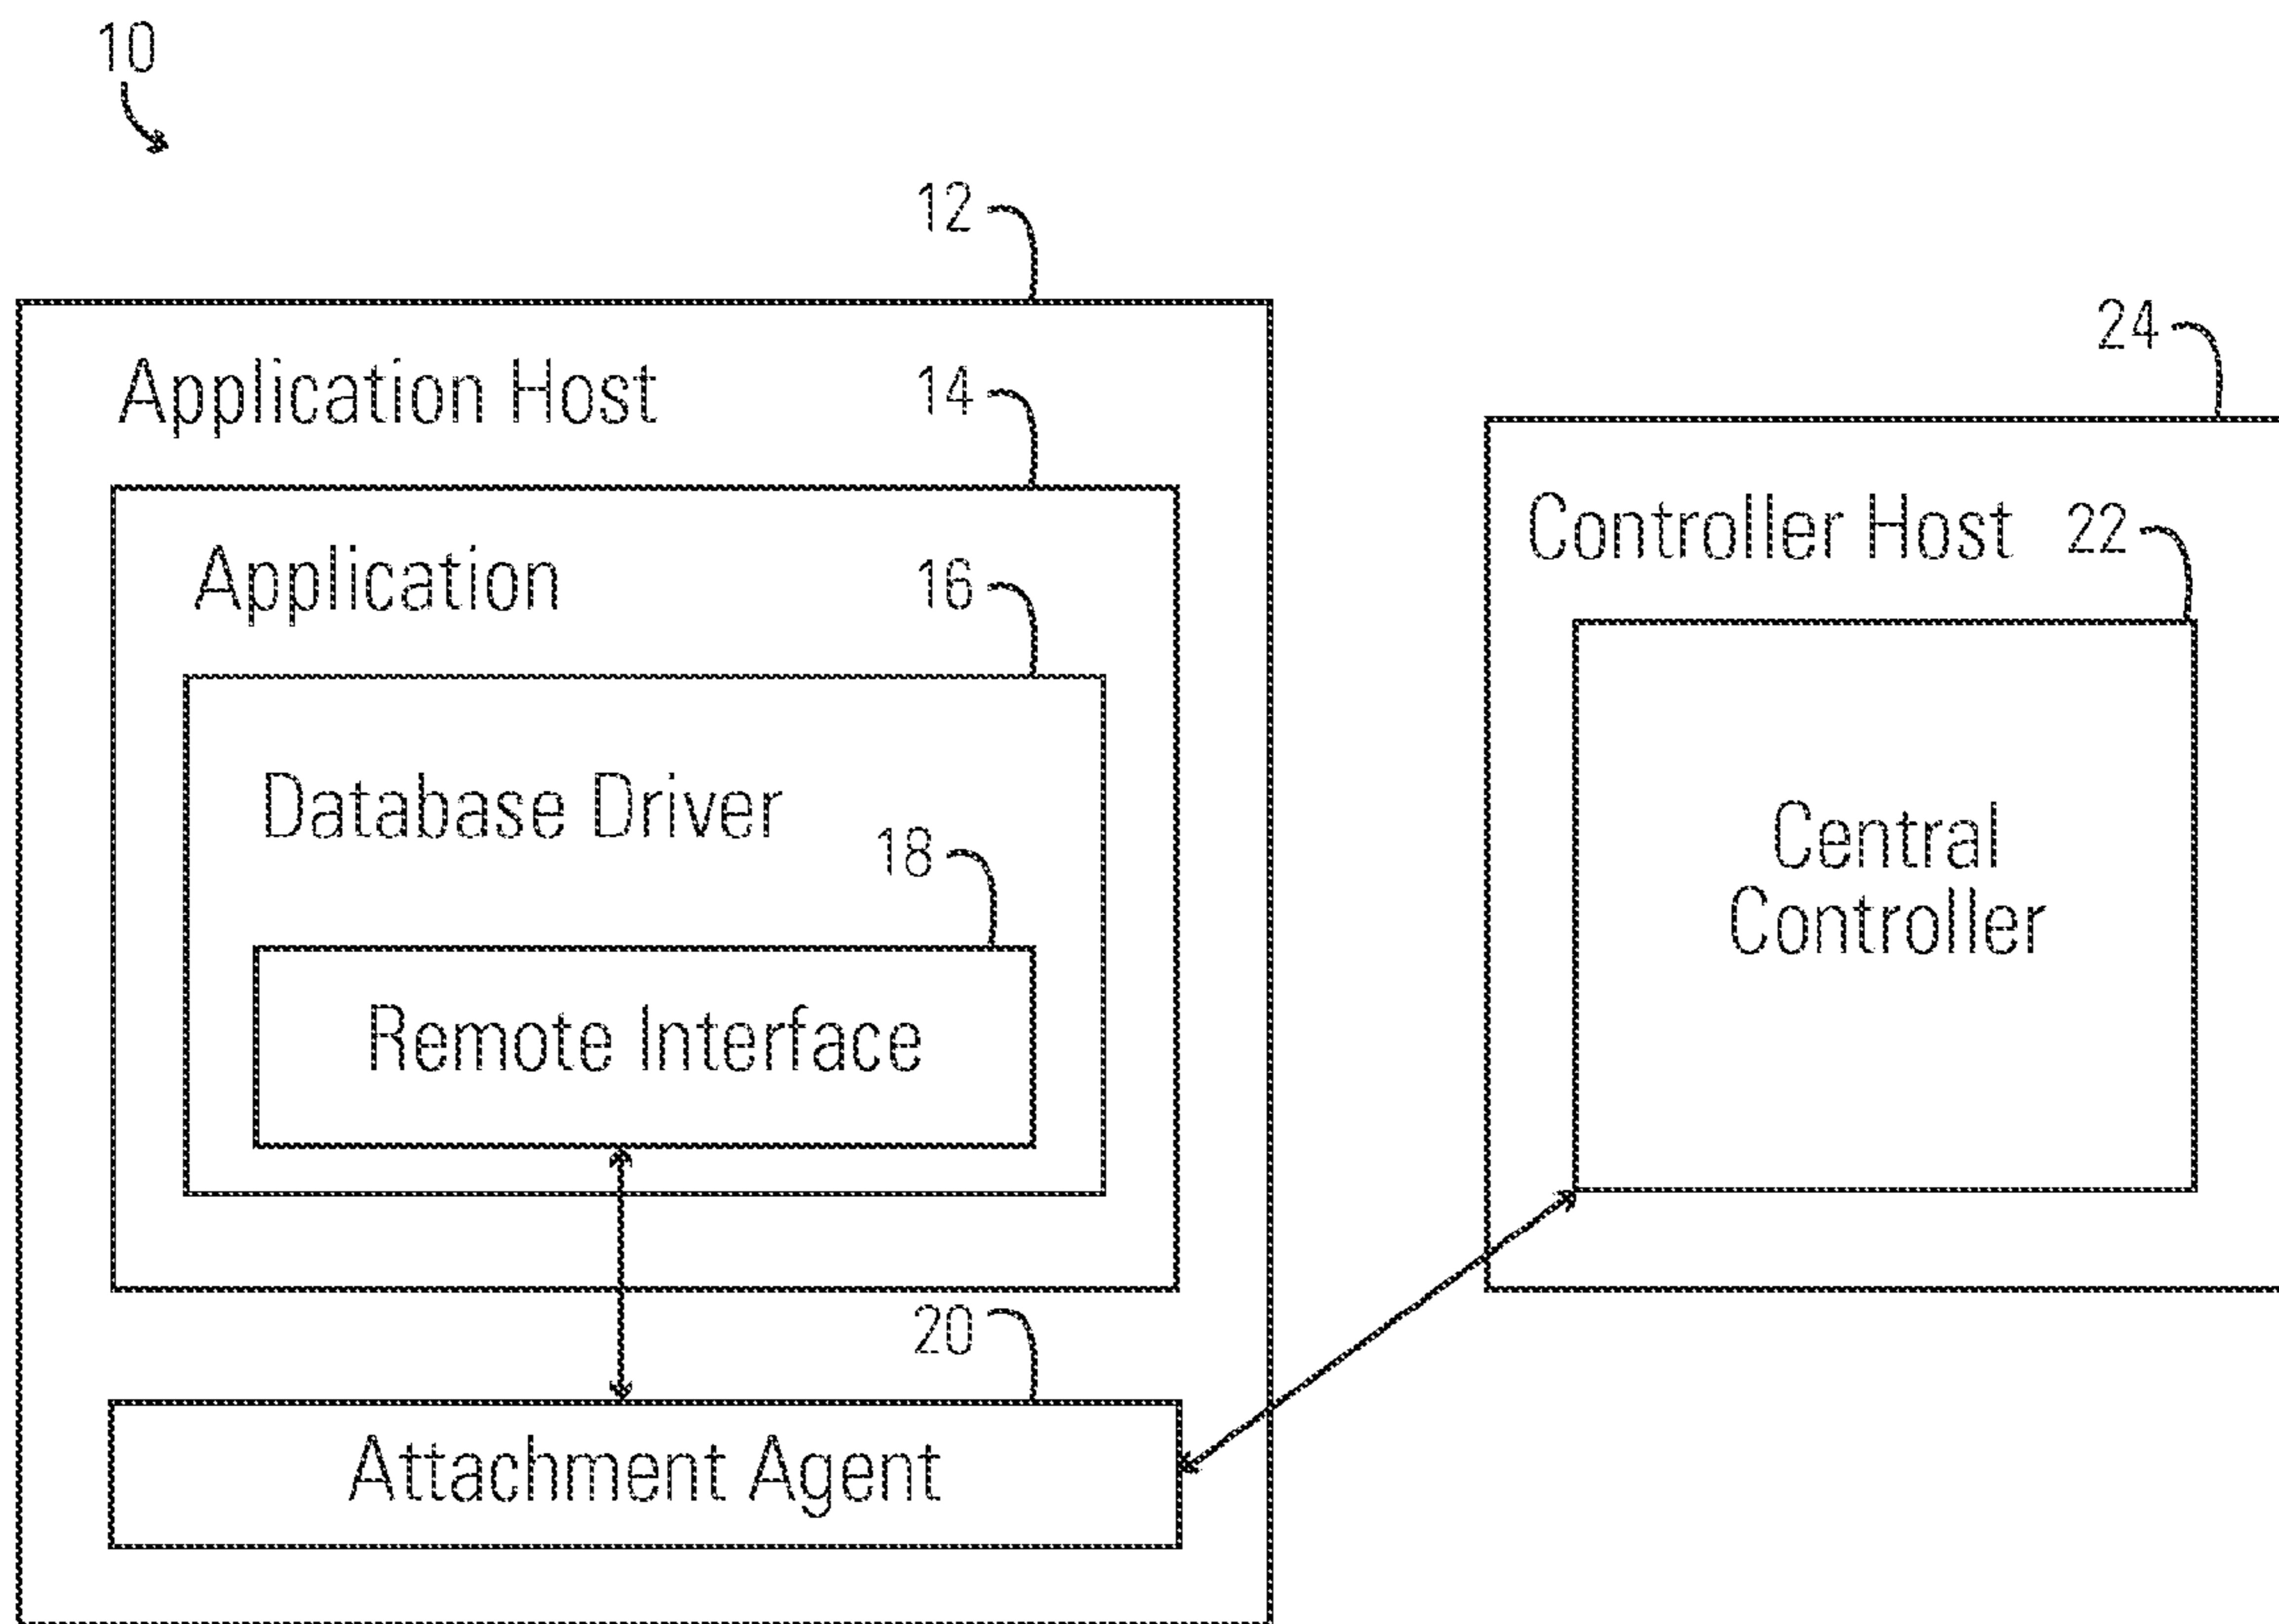 10
12
Application Host
14
24
Application
16
Controller Host
22
Database Driver
18
Central
Controller
Remote Interface
20
Attachment Agent